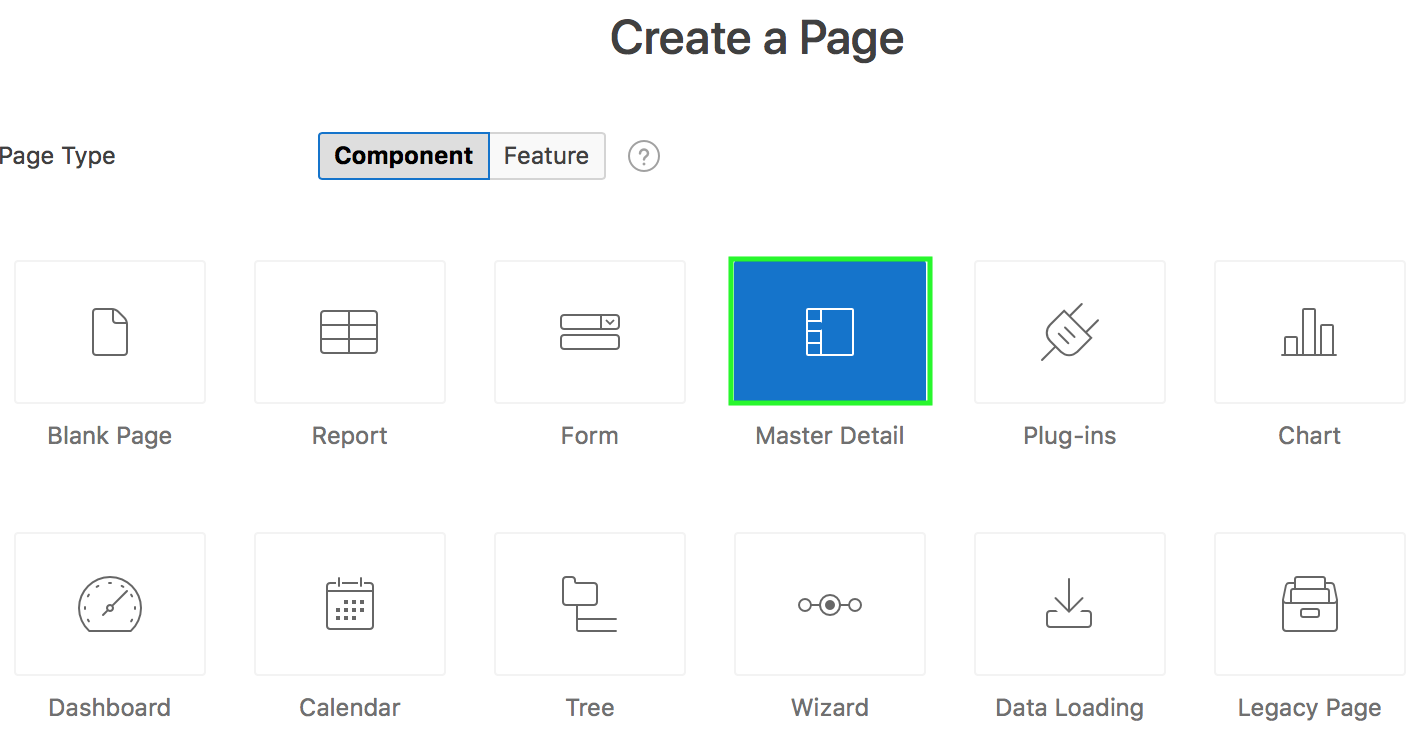 Create a Page
Page Type
Component Feature ?
Blank Page
Report
Form
Master Detail
Plug-ins
Chart
Dashboard
Calendar
Tree
Wizard
Data Loading
Legacy Page